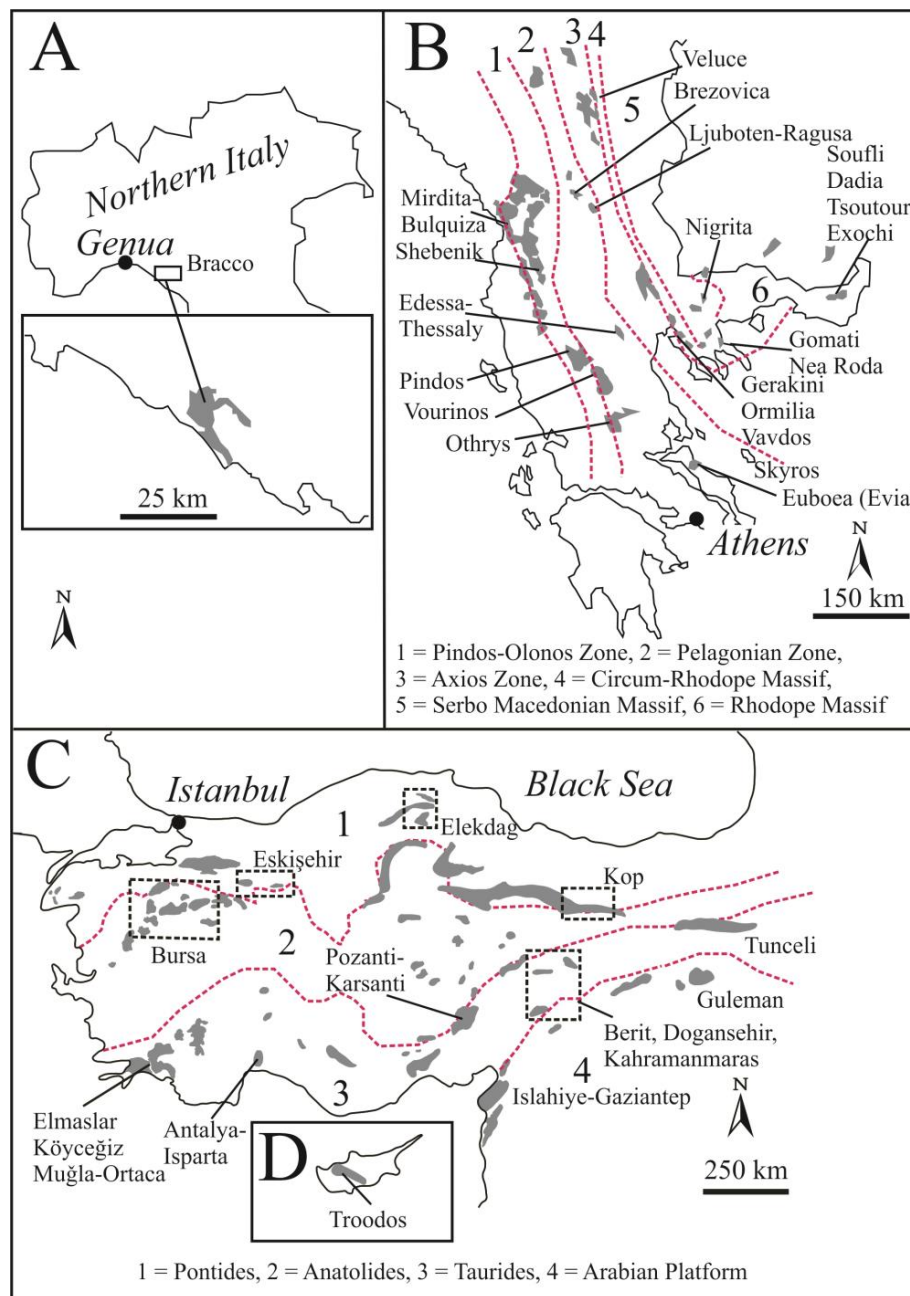 A
Northern Italy
Genua
Bracco
25 km
N
B
1
2
3
4
5
6
Veluce
Brezovica
Ljuboten-Ragusa
Soufli
Dadia
Tsoutour
Exochi
Nigrita
Mirdita-
Bulquiza
Shebenik
Edessa-
Thessaly
Pindos
Vourinos
Othrys
Gomati
Nea Roda
Gerakini
Ormilia
Vavdos
Skyros
Euboea (Evia
Athens
N
150 km
1 = Pindos-Olonos Zone, 2 = Pelagonian Zone,
3 = Axios Zone, 4 = Circum-Rhodope Massif,
5 = Serbo Macedonian Massif, 6 = Rhodope Massif
C
Istanbul
Black Sea
1
Elekdag
Eskişehir
Kop
Bursa
2
Pozanti-
Karsanti
Tunceli
Guleman
Berit, Dogansehir,
Kahramanmaras
4
3
Islahiye-Gaziantep
Elmaslar
Köyceğiz
Muğla-Ortaca
Antalya-
Isparta
N
250 km
D
Troodos
1 = Pontides, 2 = Anatolides, 3 = Taurides, 4 = Arabian Platform